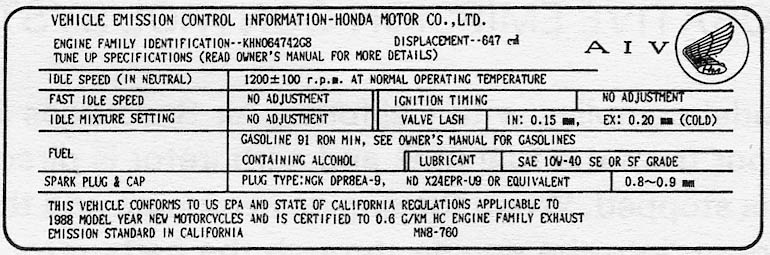 VEHICLE EMISSION CONTROL INFORMATION-HONDA MOTOR CO.,LTD.
ENGINE FAMILY IDENTIFICATION--KHN064742G8 DISPLACEMENT--647 ㎤ AIV
TUNE UP SPECIFICATIONS (READ OWNER'S MANUAL FOR MORE DETAILS)
IDLE SPEED (IN NEUTRAL) 1200±100 r.p.m. AT NORMAL OPERATING TEMPERATURE
FAST IDLE SPEED NO ADJUSTMENT IGNITION TIMING NO ADJUSTMENT
IDLE MIXTURE SETTING NO ADJUSTMENT VALVE LASH IN: 0.15 mm, EX: 0.20 mm (COLD)
FUEL GASOLINE 91 RON MIN, SEE OWNER'S MANUAL FOR GASOLINES
CONTAINING ALCOHOL LUBRICANT SAE 10W-40 SE OR SF GRADE
SPARK PLUG & CAP PLUG TYPE:NGK DPR8EA-9, ND X24EPR-U9 OR EQUIVALENT 0.8~0.9 mm
THIS VEHICLE CONFORMS TO US EPA AND STATE OF CALIFORNIA REGULATIONS APPLICABLE TO
1988 MODEL YEAR NEW MOTORCYCLES AND IS CERTIFIED TO 0.6 G/KM HC ENGINE FAMILY EXHAUST
EMISSION STANDARD IN CALIFORNIA MN8-760